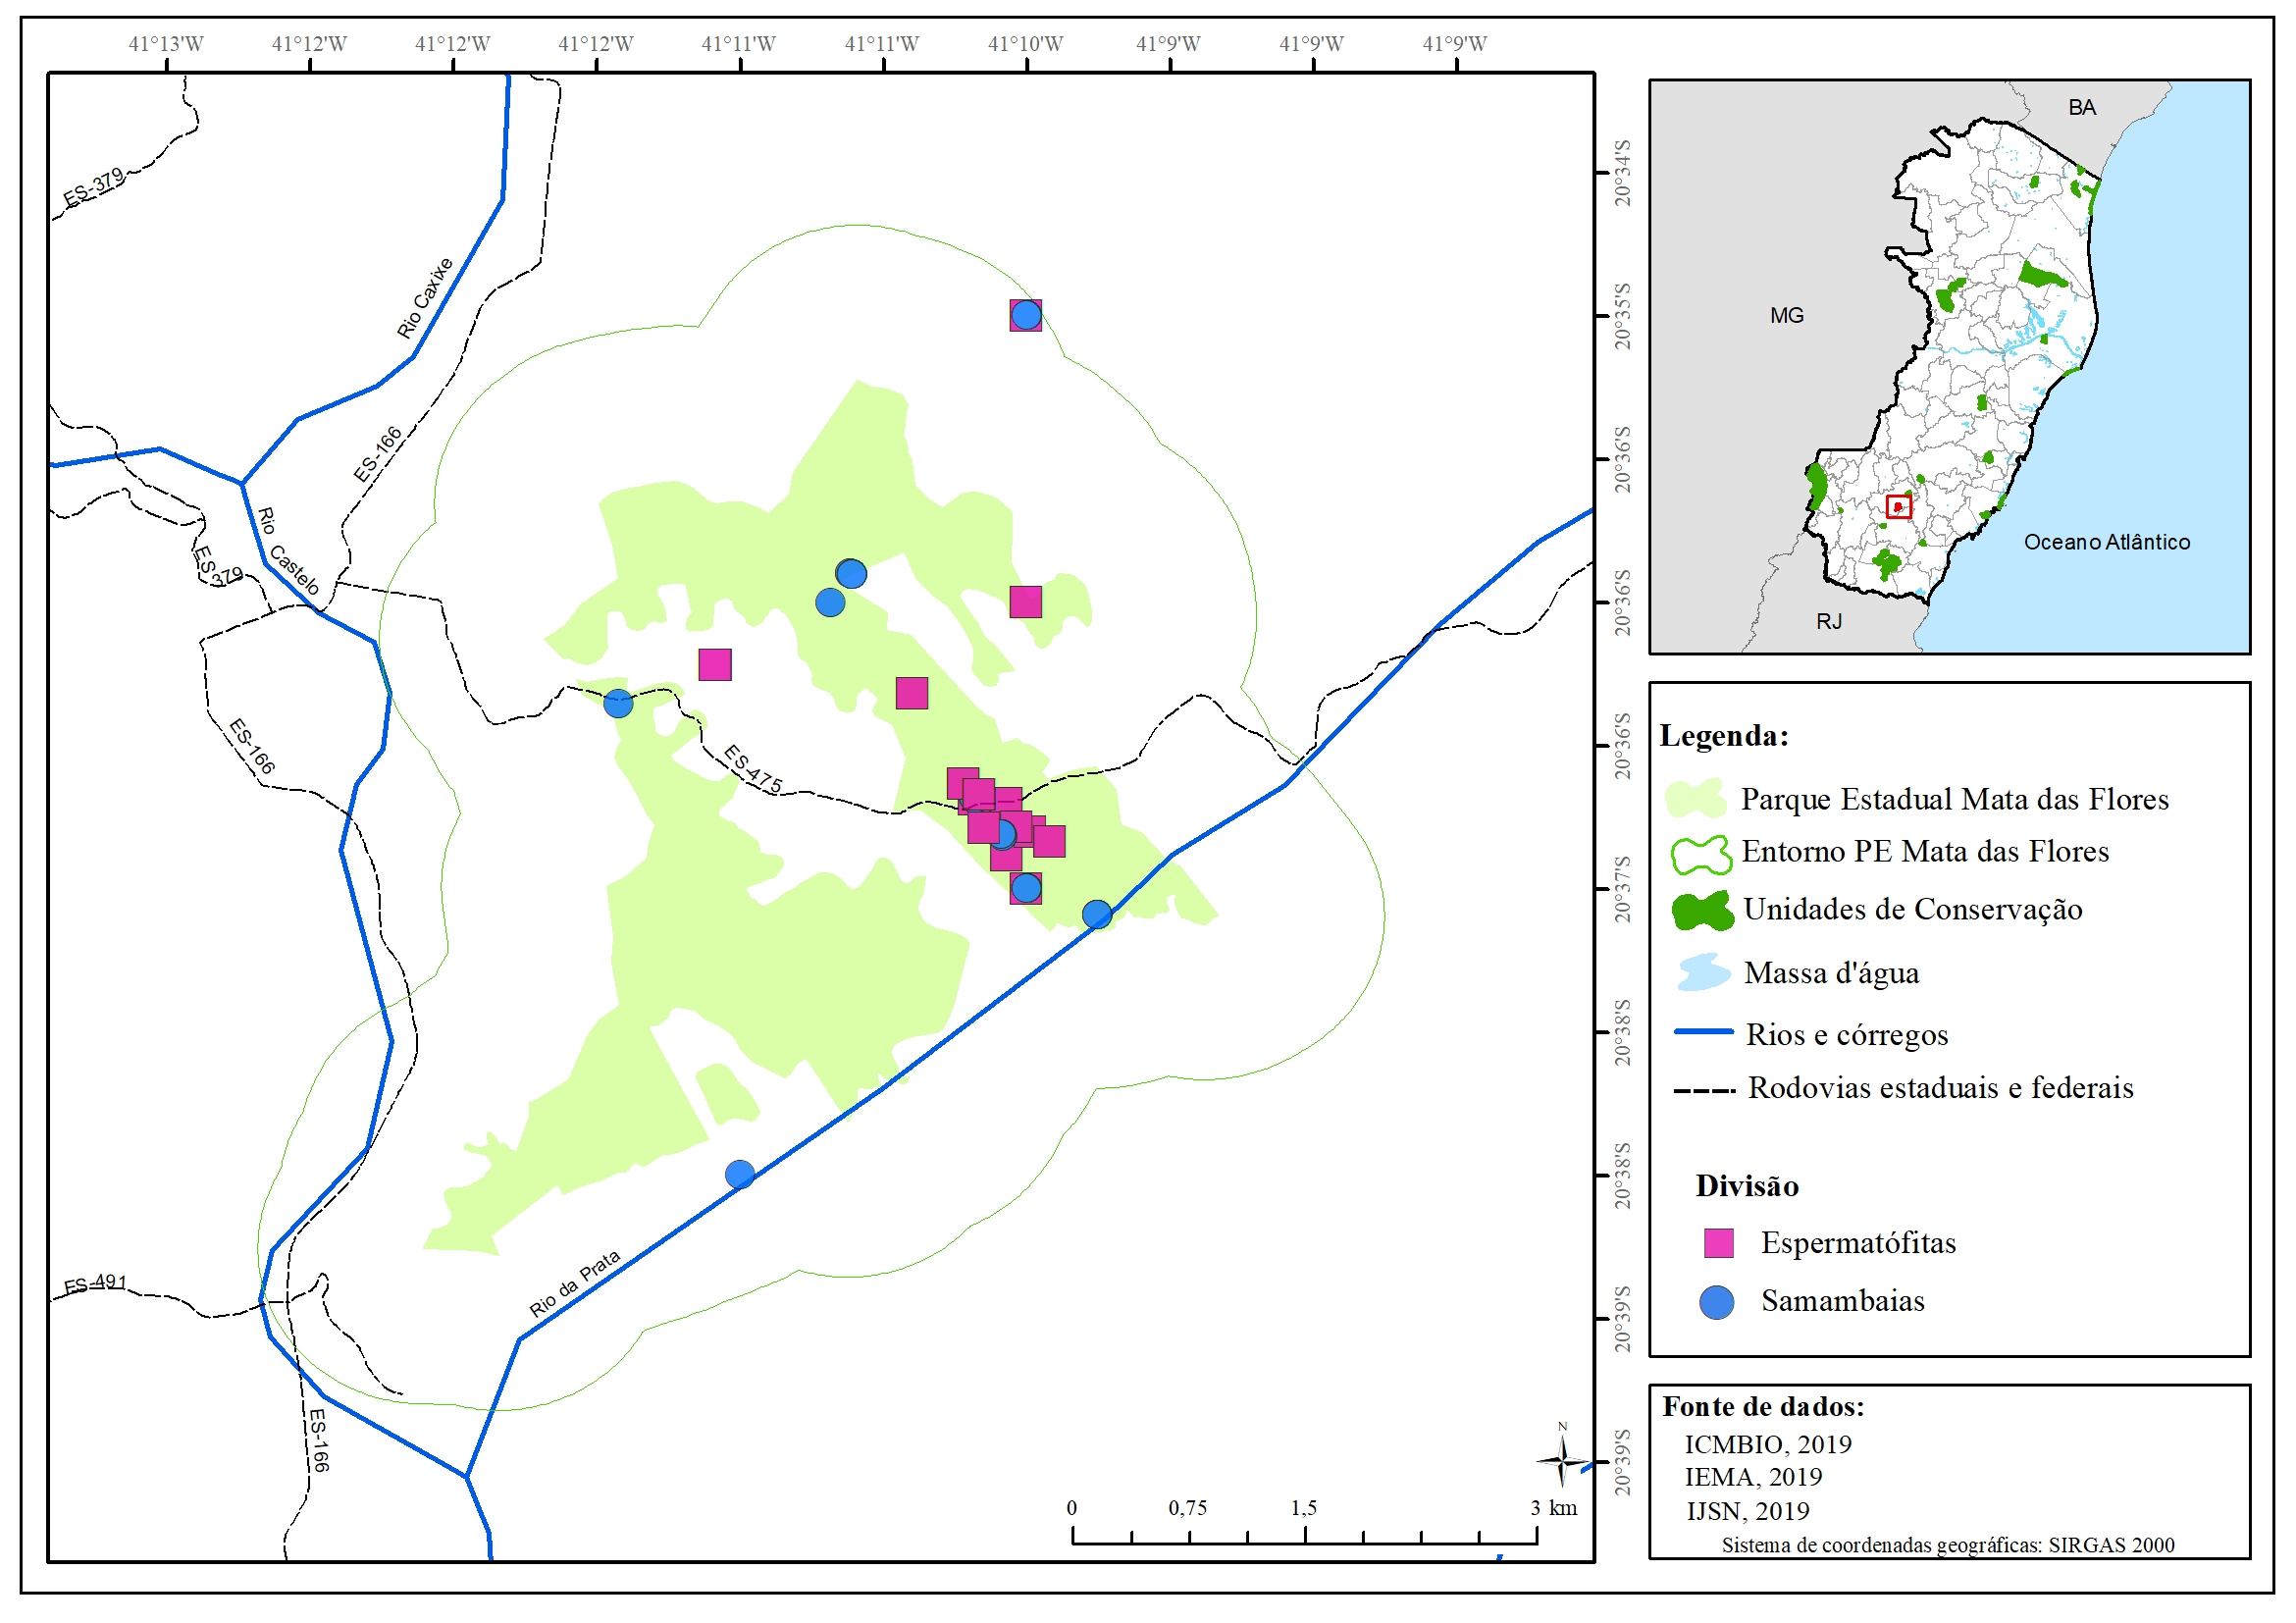 41°13'W 41°12'W 41°12'W 41°12'W 41°11'W 41°11'W 41°10'W 41°9'W 41°9'W 41°9'W
20°34'S
20°35'S
20°36'S
20°36'S
20°36'S
20°37'S
20°38'S
20°38'S
20°39'S
20°39'S
ES-379
Rio Caxixe
ES-166
Rio Castelo
ES-379
ES-166
ES-475
Rio da Prata
ES-491
ES-166
N
0 0,75 1,5 3 km
BA
MG
Oceano Atlântico
RJ
Legenda:
Parque Estadual Mata das Flores
Entorno PE Mata das Flores
Unidades de Conservação
Massa d'água
Rios e córregos
Rodovias estaduais e federais
Divisão
Espermatófitas
Samambaias
Fonte de dados:
ICMBIO, 2019
IEMA, 2019
IJSN, 2019
Sistema de coordenadas geográficas: SIRGAS 2000